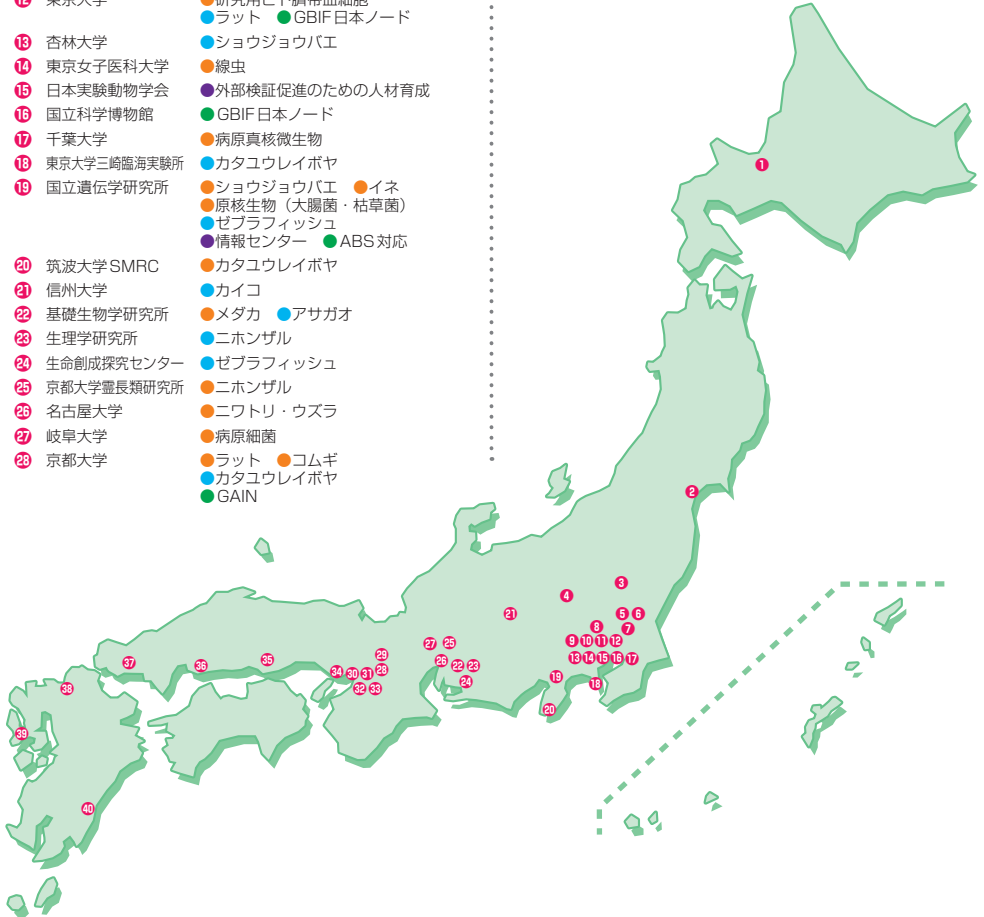 ⑫ 東京大学 ●研究用ヒト臍帯血細胞
●ラット ●GBIF日本ノード
⑬ 杏林大学 ●ショウジョウバエ
⑭ 東京女子医科大学 ●線虫
⑮ 日本実験動物学会 ●外部検証促進のための人材育成
⑯ 国立科学博物館 ●GBIF日本ノード
⑰ 千葉大学 ●病原真核微生物
⑱ 東京大学三崎臨海実験所 ●カタユウレイボヤ
⑲ 国立遺伝学研究所 ●ショウジョウバエ ●イネ
●原核生物（大腸菌・枯草菌）
●ゼブラフィッシュ
●情報センター ●ABS対応
⑳ 筑波大学SMRC ●カタユウレイボヤ
㉑ 信州大学 ●カイコ
㉒ 基礎生物学研究所 ●メダカ ●アサガオ
㉓ 生理学研究所 ●ニホンザル
㉔ 生命創成探究センター ●ゼブラフィッシュ
㉕ 京都大学霊長類研究所 ●ニホンザル
㉖ 名古屋大学 ●ニワトリ・ウズラ
㉗ 岐阜大学 ●病原細菌
㉘ 京都大学 ●ラット ●コムギ
●カタユウレイボヤ
●GAIN
①
②
③
④
㉑ ⑤ ⑥
⑧ ⑦
⑨ ⑩ ⑪ ⑫
㉗ ㉕
㉙ ⑬ ⑭ ⑮ ⑯ ⑰
㊲ ㊱ ㉟ ㉖ ㉒ ㉓
㉞ ㉚ ㉛ ㉘ ㉔ ⑲ ⑱
㊳ ㉜ ㉝
⑳
㊴
㊵